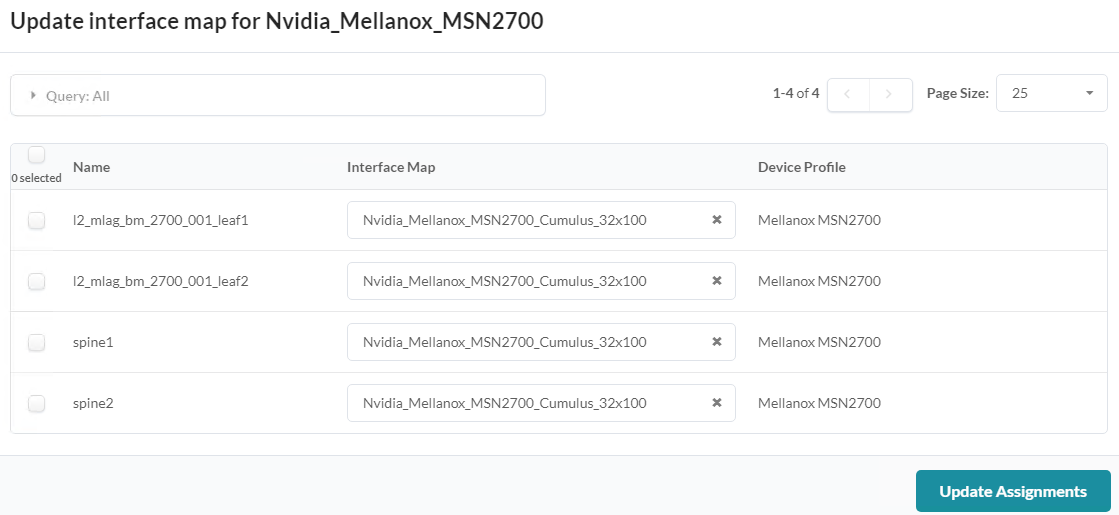 Update interface map for Nvidia_Mellanox_MSN2700
Query: All
1-4 of 4
Page Size:
25
0 selected
Name
Interface Map
Device Profile
l2_mlag_bm_2700_001_leaf1
Nvidia_Mellanox_MSN2700_Cumulus_32x100
Mellanox MSN2700
l2_mlag_bm_2700_001_leaf2
Nvidia_Mellanox_MSN2700_Cumulus_32x100
Mellanox MSN2700
spine1
Nvidia_Mellanox_MSN2700_Cumulus_32x100
Mellanox MSN2700
spine2
Nvidia_Mellanox_MSN2700_Cumulus_32x100
Mellanox MSN2700
Update Assignments